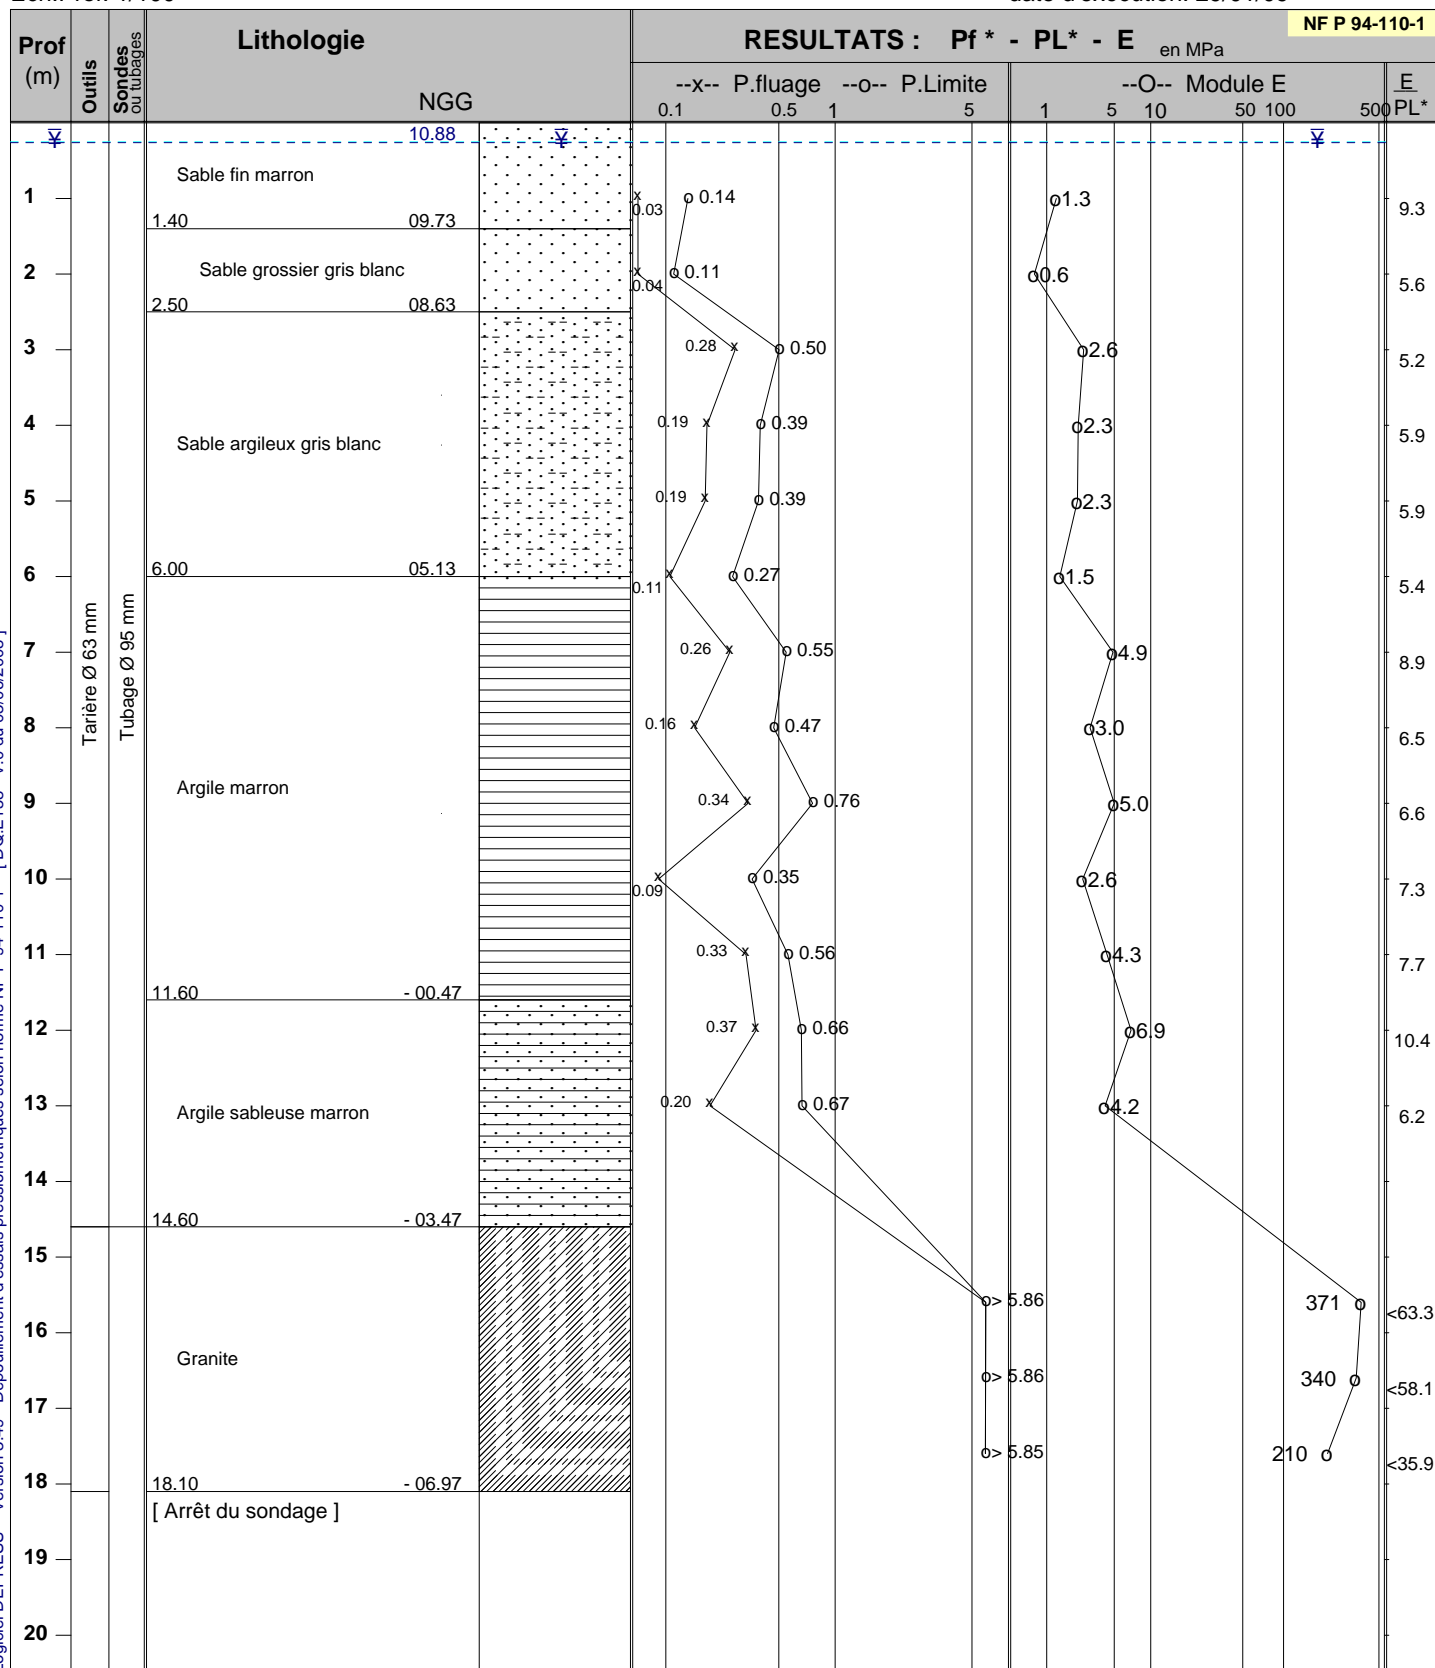 NF P 94-110-1
Prof
(m)
Outils
Sondes
ou tubages
Lithologie
NGG
RESULTATS : Pf * - PL* - E en MPa
--x-- P.fluage --o-- P.Limite
0.1 0.5 1 5
--O-- Module E
1 5 10 50 100 500
E
PL*
10.88
Sable fin marron
1 0.03 0.14 1.3 9.3
1.40 09.73
Sable grossier gris blanc
2 0.04 0.11 0.6 5.6
2.50 08.63
3 0.28 0.50 2.6 5.2
4 0.19 0.39 2.3 5.9
Sable argileux gris blanc
5 0.19 0.39 2.3 5.9
6.00 05.13
6 0.11 0.27 1.5 5.4
Tarière Ø 63 mm
Tubage Ø 95 mm
7 0.26 0.55 4.9 8.9
8 0.16 0.47 3.0 6.5
Argile marron
9 0.34 0.76 5.0 6.6
10 0.09 0.35 2.6 7.3
11 0.33 0.56 4.3 7.7
11.60 - 00.47
12 0.37 0.66 6.9 10.4
13 0.20 0.67 4.2 6.2
Argile sableuse marron
14
14.60 - 03.47
15
> 5.86 371 <63.3
16
Granite
> 5.86 340 <58.1
17
> 5.85 210 <35.9
18
18.10 - 06.97
[ Arrêt du sondage ]
19
20